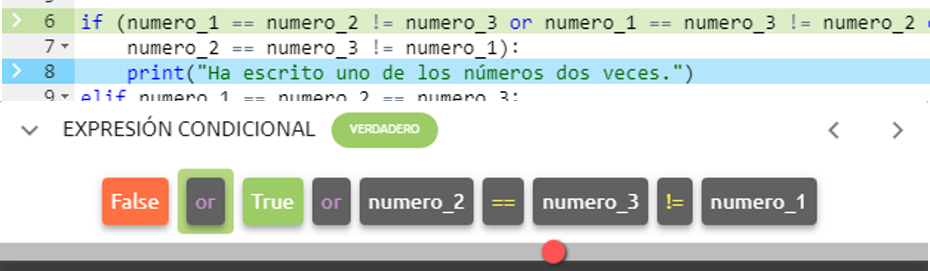 6 if (numero_1 == numero_2 != numero_3 or numero_1 == numero_3 != numero_2
7 numero_2 == numero_3 != numero_1):
8 print("Ha escrito uno de los números dos veces.")
9 elif numero_1 == numero_2 == numero_3:
EXPRESIÓN CONDICIONAL VERDADERO
False or True or numero_2 == numero_3 != numero_1